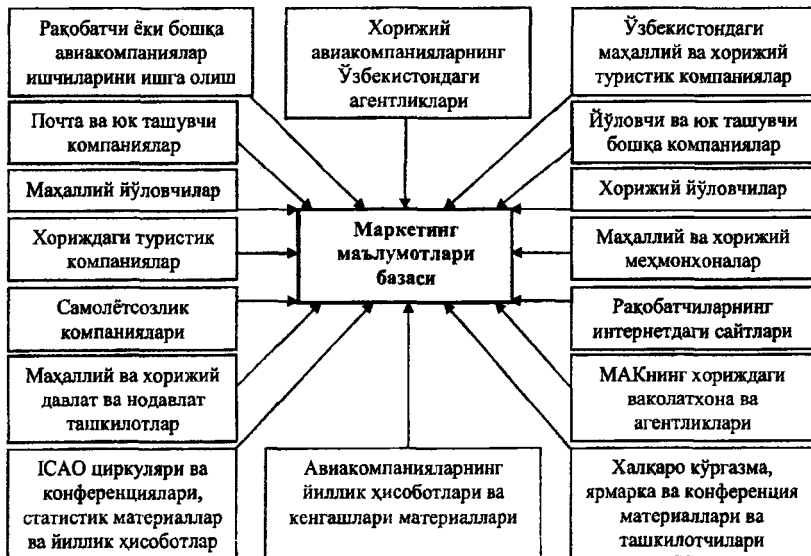 Рақобатчи ёки бошқа
авиакомпаниялар
ишчиларини ишга олиш
Хорижий
авиакомпанияларнинг
Ўзбекистондаги
агентликлари
Ўзбекистондаги
маҳаллий ва хорижий
туристик компаниялар
Почта ва юк ташувчи
компаниялар
Йўловчи ва юк ташувчи
бошқа компаниялар
Маҳаллий йўловчилар
Хорижий йўловчилар
Маркетинг
маълумотлари
базаси
Хориждаги туристик
компаниялар
Маҳаллий ва хорижий
меҳмонхоналар
Самолётсозлик
компаниялари
Рақобатчиларнинг
интернетдаги сайтлари
Маҳаллий ва хорижий
давлат ва нодавлат
ташкилотлар
МАКнинг хориждаги
ваколатхона ва
агентликлари
ICAO циркуляри ва
конференциялари,
статистик материаллар
ва йиллик ҳисоботлар
Авиакомпанияларнинг
йиллик ҳисоботлари ва
кенгашлари материаллари
Халқаро кўргазма,
ярмарка ва конференция
материаллари ва
ташкилотчилари